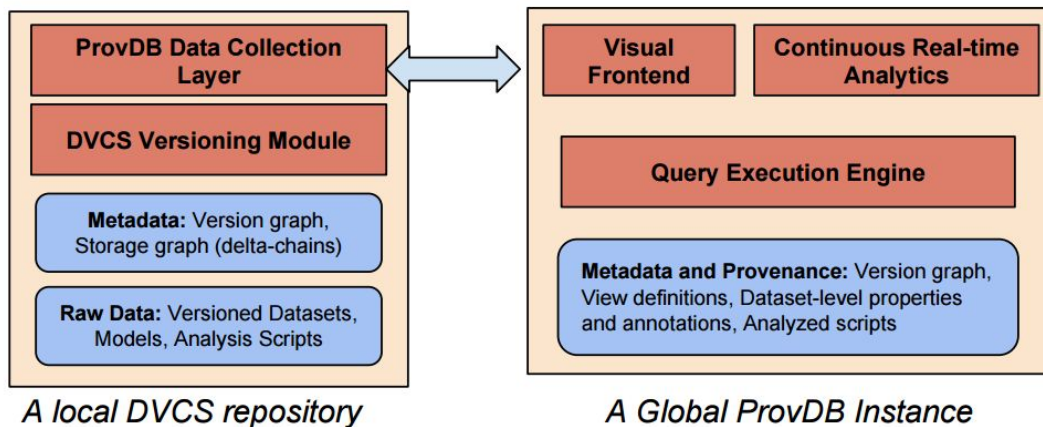 ProvDB Data Collection
Layer
DVCS Versioning Module
Metadata: Version graph,
Storage graph (delta-chains)
Raw Data: Versioned Datasets,
Models, Analysis Scripts
A local DVCS repository
Visual
Frontend
Continuous Real-time
Analytics
Query Execution Engine
Metadata and Provenance: Version graph,
View definitions, Dataset-level properties
and annotations, Analyzed scripts
A Global ProvDB Instance